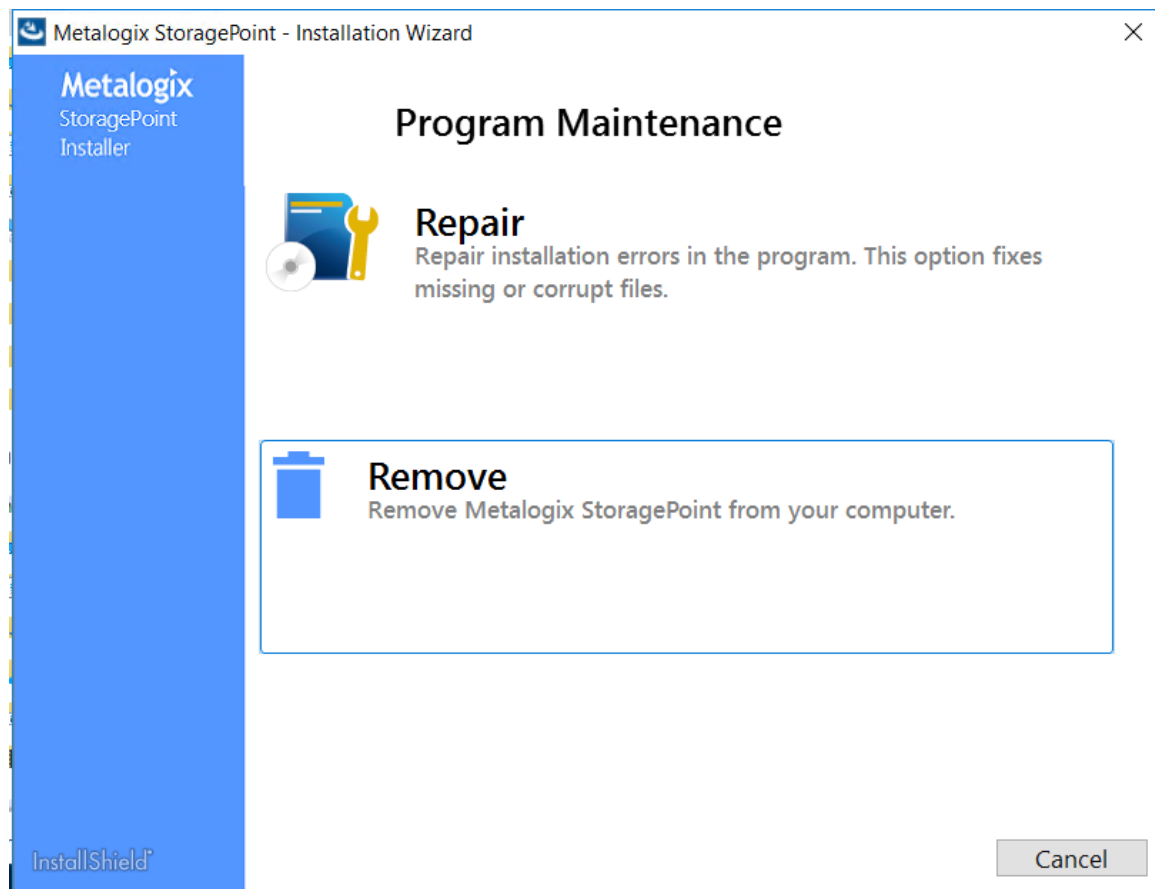 Metalogix StoragePoint - Installation Wizard
Metalogix
StoragePoint
Installer
Program Maintenance
Repair
Repair installation errors in the program. This option fixes
missing or corrupt files.
Remove
Remove Metalogix StoragePoint from your computer.
InstallShield
Cancel